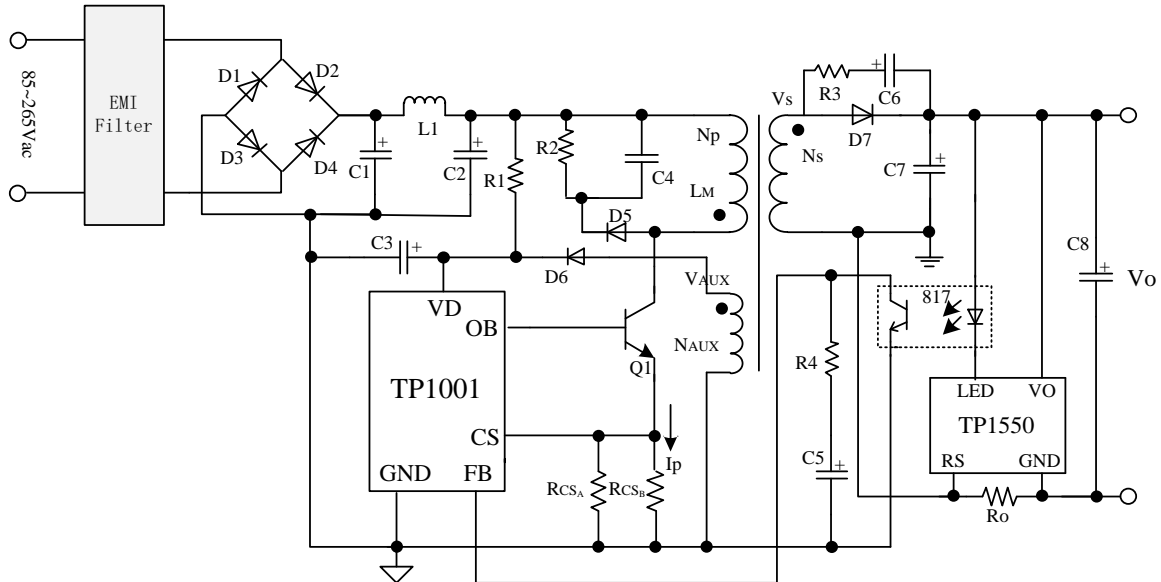 85~265Vac
EMI
Filter
D1
D2
D3
D4
C1
L1
C2
R1
R2
C4
D5
Np
LM
Vs
Ns
R3
C6
D7
C7
C8
Vo
C3
D6
VAUX
NAUX
VD
OB
TP1001
CS
GND
FB
Q1
Ip
RCSA
RCSB
R4
C5
817
LED
VO
TP1550
RS
GND
Ro
+
+
+
+
+
+
+
+